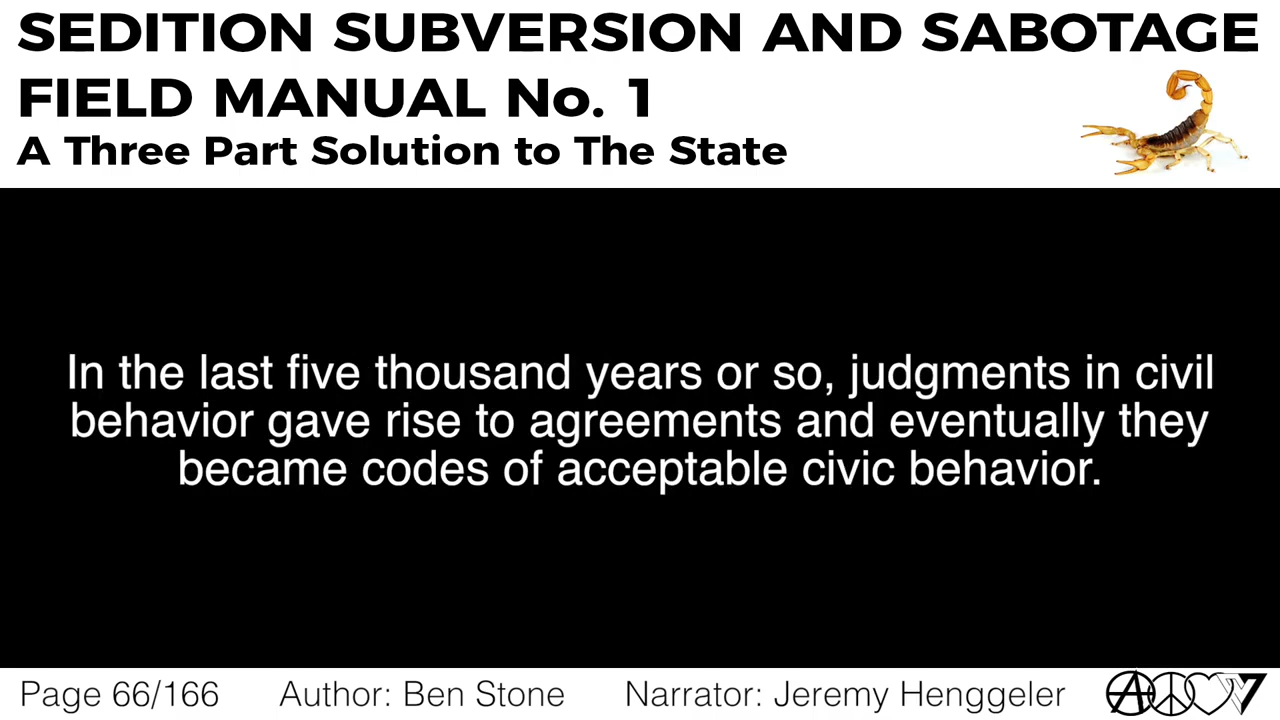 SEDITION SUBVERSION AND SABOTAGE
FIELD MANUAL No. 1
A Three Part Solution to The State
In the last five thousand years or so, judgments in civil
behavior gave rise to agreements and eventually they
became codes of acceptable civic behavior.
Page 66/166 Author: Ben Stone Narrator: Jeremy Henggeler